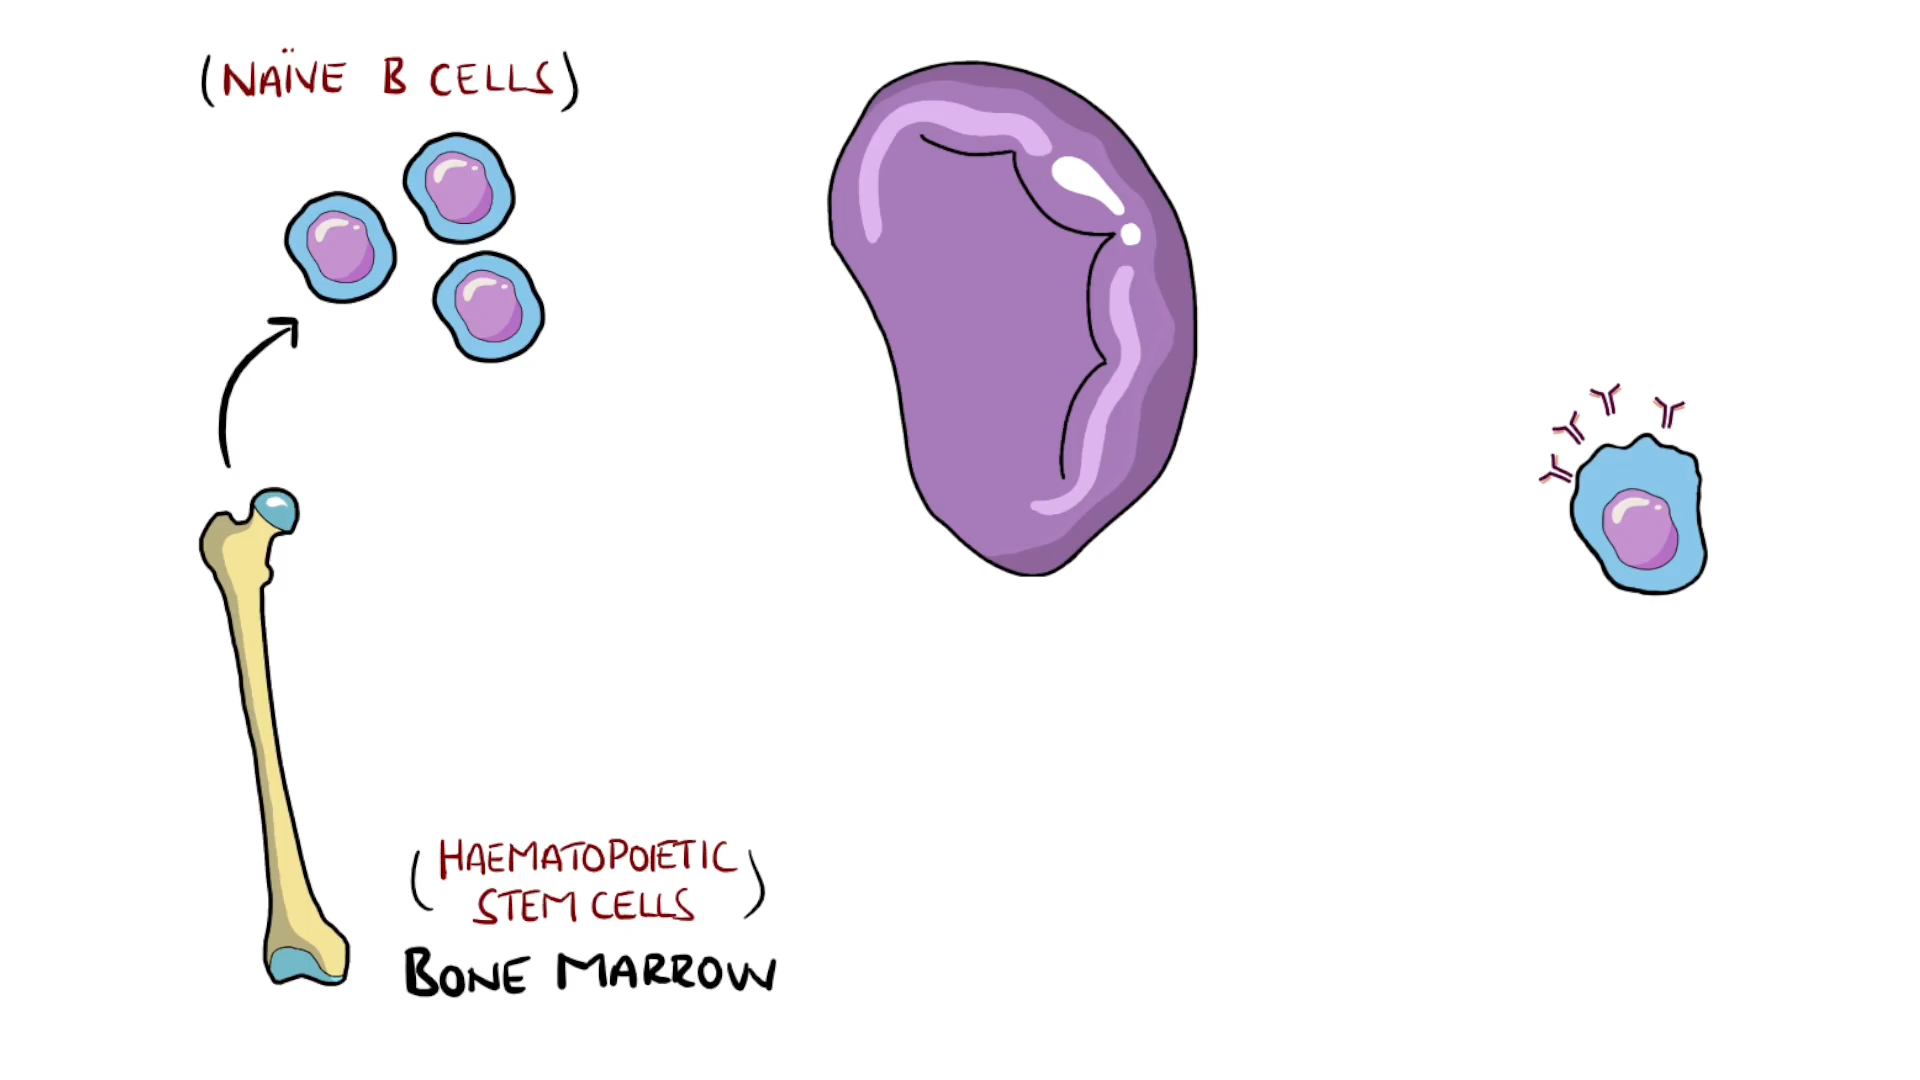 (NAÏVE B CELLS)
(HAEMATOPOIETIC
STEM CELLS)
BONE MARROW